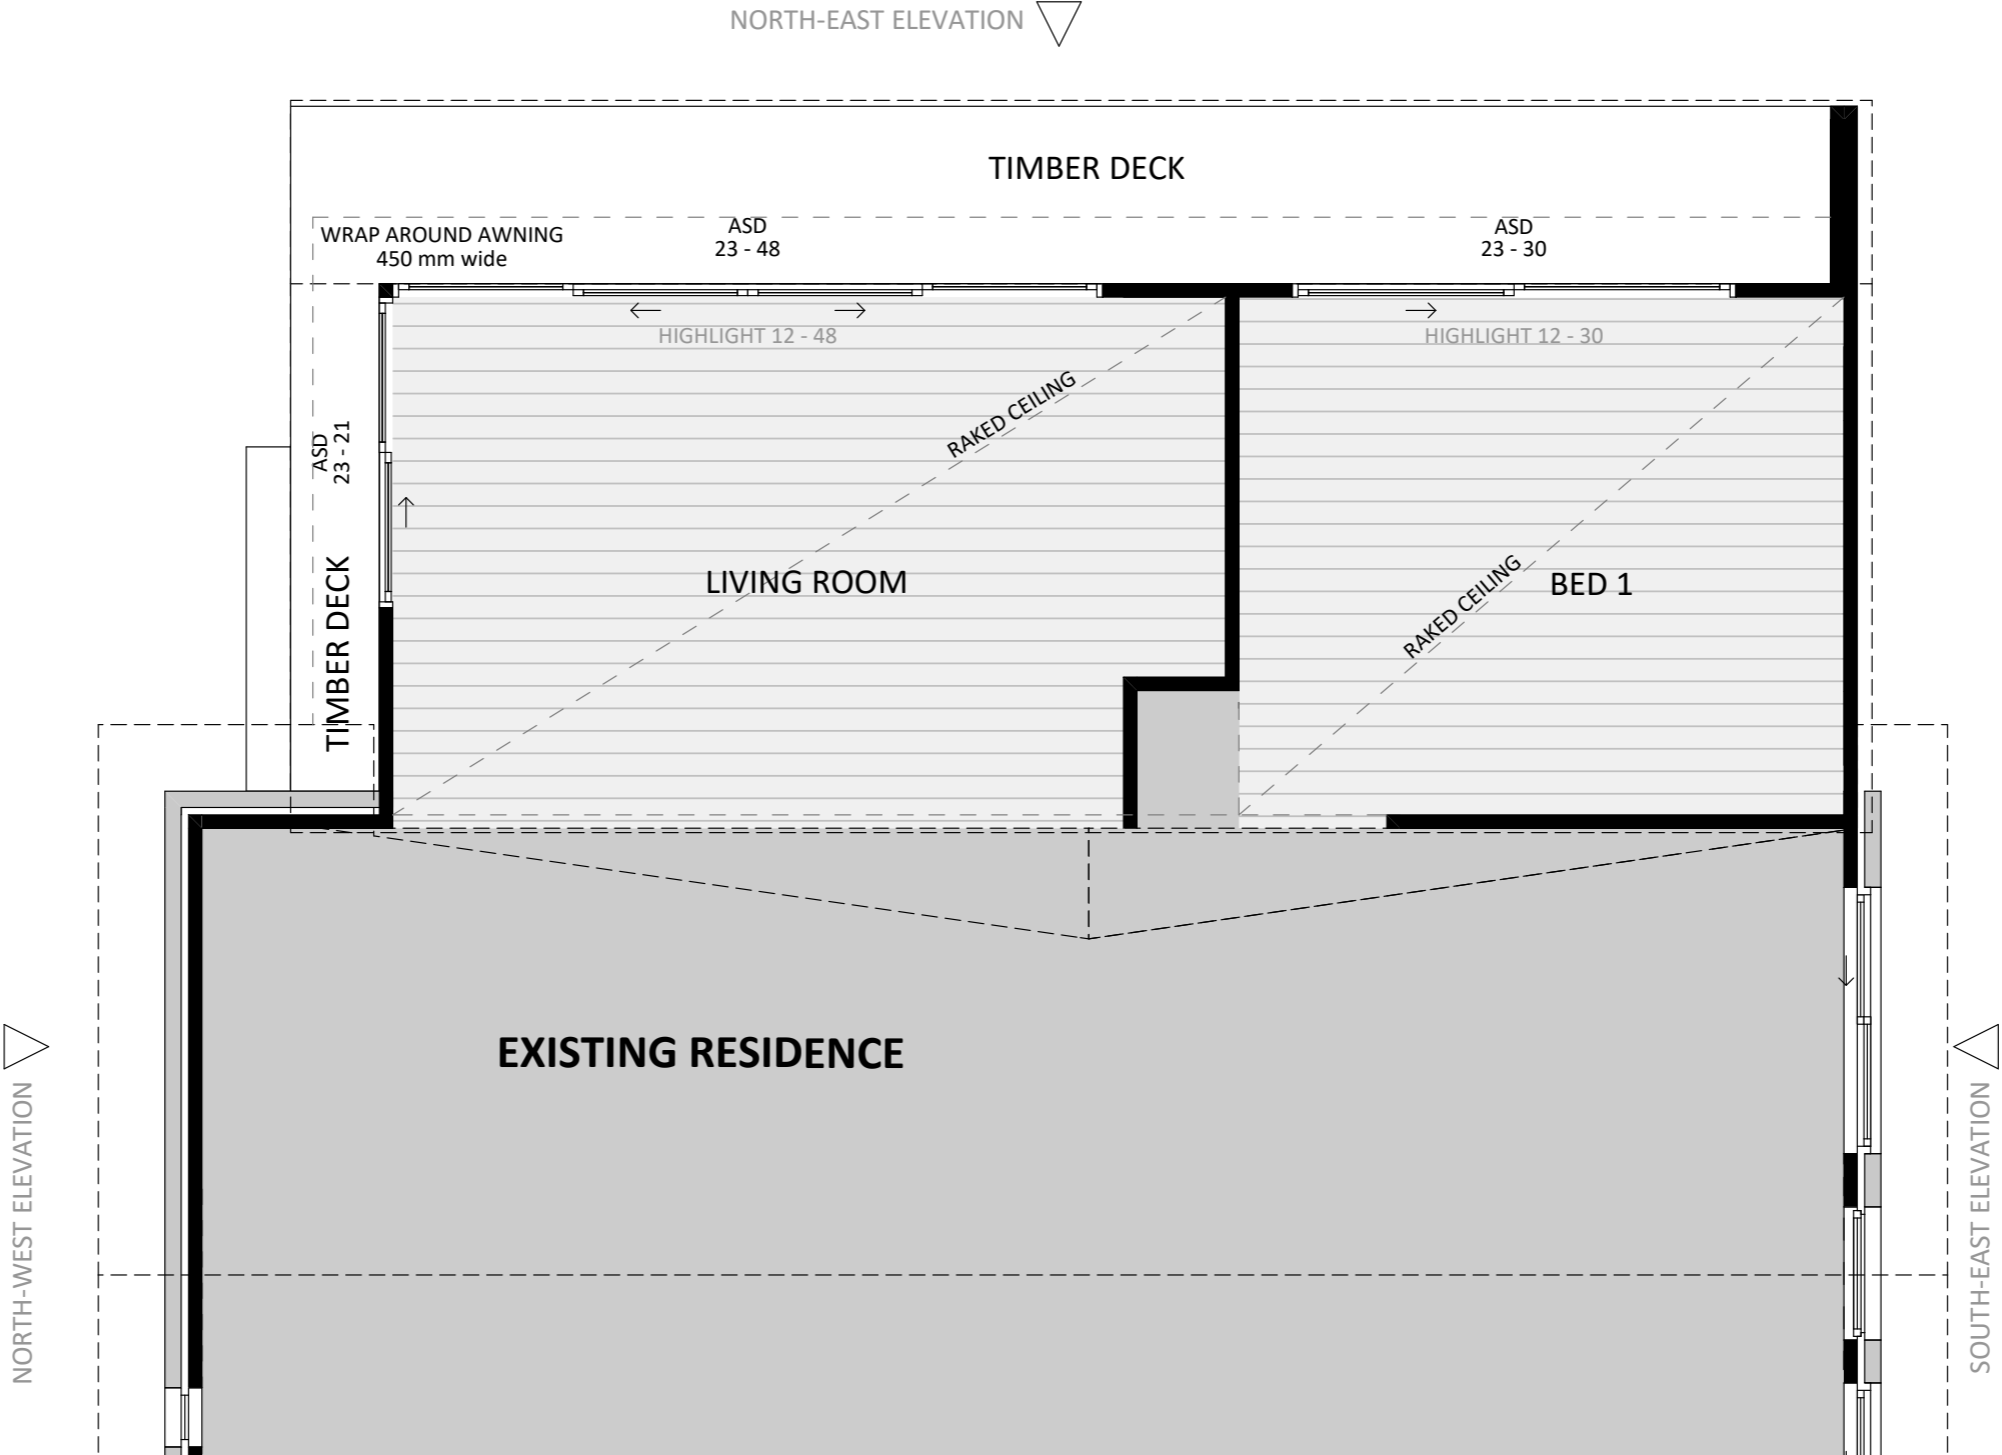 NORTH-EAST ELEVATION
TIMBER DECK
WRAP AROUND AWNING
450 mm wide
ASD
23 - 48
ASD
23 - 30
HIGHLIGHT 12 - 48
HIGHLIGHT 12 - 30
RAKED CEILING
ASD
23 - 21
LIVING ROOM
RAKED CEILING
BED 1
TIMBER DECK
EXISTING RESIDENCE
NORTH-WEST ELEVATION
SOUTH-EAST ELEVATION